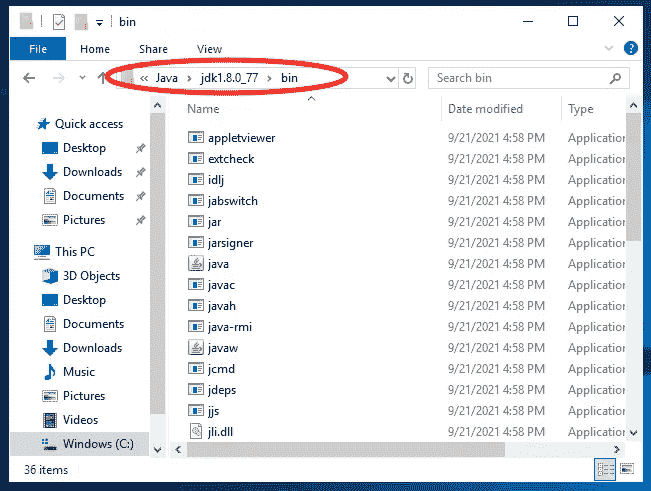 bin
File Home Share View
« Java > jdk1.8.0_77 > bin
Search bin
Name Date modified Type
Quick access
Desktop
Downloads
Documents
Pictures
This PC
3D Objects
Desktop
Documents
Downloads
Music
Pictures
Videos
Windows (C:)
appletviewer 9/21/2021 4:58 PM Application
extcheck 9/21/2021 4:58 PM Application
idlj 9/21/2021 4:58 PM Application
jabswitch 9/21/2021 4:58 PM Application
jar 9/21/2021 4:58 PM Application
jarsigner 9/21/2021 4:58 PM Application
java 9/21/2021 4:58 PM Application
javac 9/21/2021 4:58 PM Application
javah 9/21/2021 4:58 PM Application
java-rmi 9/21/2021 4:58 PM Application
javaw 9/21/2021 4:58 PM Application
jcmd 9/21/2021 4:58 PM Application
jdeps 9/21/2021 4:58 PM Application
jjs 9/21/2021 4:58 PM Application
jli.dll 9/21/2021 4:58 PM Application
36 items